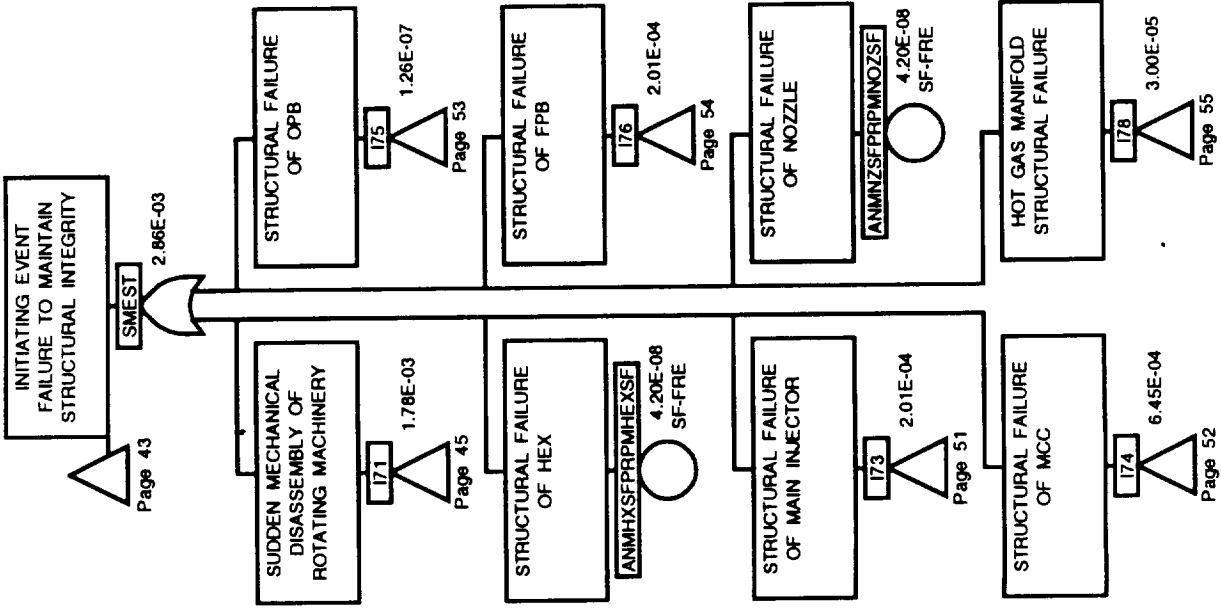 INITIATING EVENT
FAILURE TO MAINTAIN
STRUCTURAL INTEGRITY
Page 43
SMEST
2.86E-03
SUDDEN MECHANICAL
DISASSEMBLY OF
ROTATING MACHINERY
I71
1.78E-03
Page 45
STRUCTURAL FAILURE
OF OPB
I75
1.26E-07
Page 53
STRUCTURAL FAILURE
OF HEX
ANMHXSFPRPMHEXSF
4.20E-08
SF-FRE
STRUCTURAL FAILURE
OF FPB
I76
2.01E-04
Page 54
STRUCTURAL FAILURE
OF MAIN INJECTOR
I73
2.01E-04
Page 51
STRUCTURAL FAILURE
OF NOZZLE
ANMNZSFPRPMNOZSF
4.20E-08
SF-FRE
STRUCTURAL FAILURE
OF MCC
I74
6.45E-04
Page 52
HOT GAS MANIFOLD
STRUCTURAL FAILURE
I78
3.00E-05
Page 55